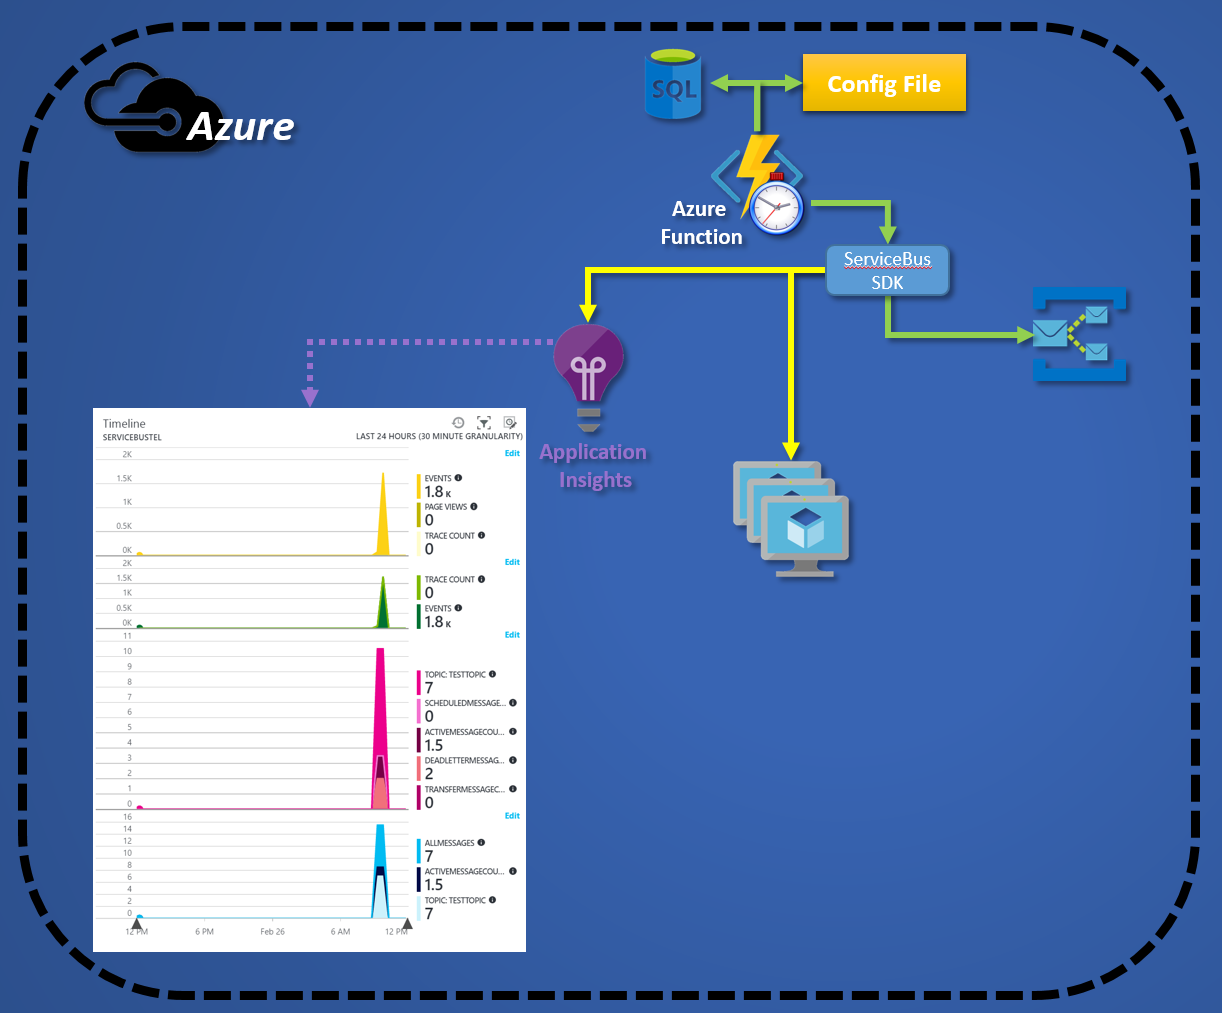 Azure
SQL
Config File
Azure
Function
ServiceBus
SDK
Application
Insights
Timeline
SERVICEBUSTEL
LAST 24 HOURS (30 MINUTE GRANULARITY)
Edit
2K
1.5K
1K
0.5K
0K
EVENTS
1.8 K
PAGE VIEWS
0
TRACE COUNT
0
Edit
2K
1.5K
1K
0.5K
0K
TRACE COUNT
0
EVENTS
1.8 K
Edit
11
10
9
8
7
6
5
4
3
2
1
0
TOPIC: TESTTOPIC
7
SCHEDULEDMESSAGE...
0
ACTIVEMESSAGECOU...
1.5
DEADLETTERMESSAG...
2
TRANSFERMESSAGEC...
0
Edit
16
14
12
10
8
6
4
2
0
ALLMESSAGES
7
ACTIVEMESSAGECOU...
1.5
TOPIC: TESTTOPIC
7
12 PM
6 PM
Feb 26
6 AM
12 PM